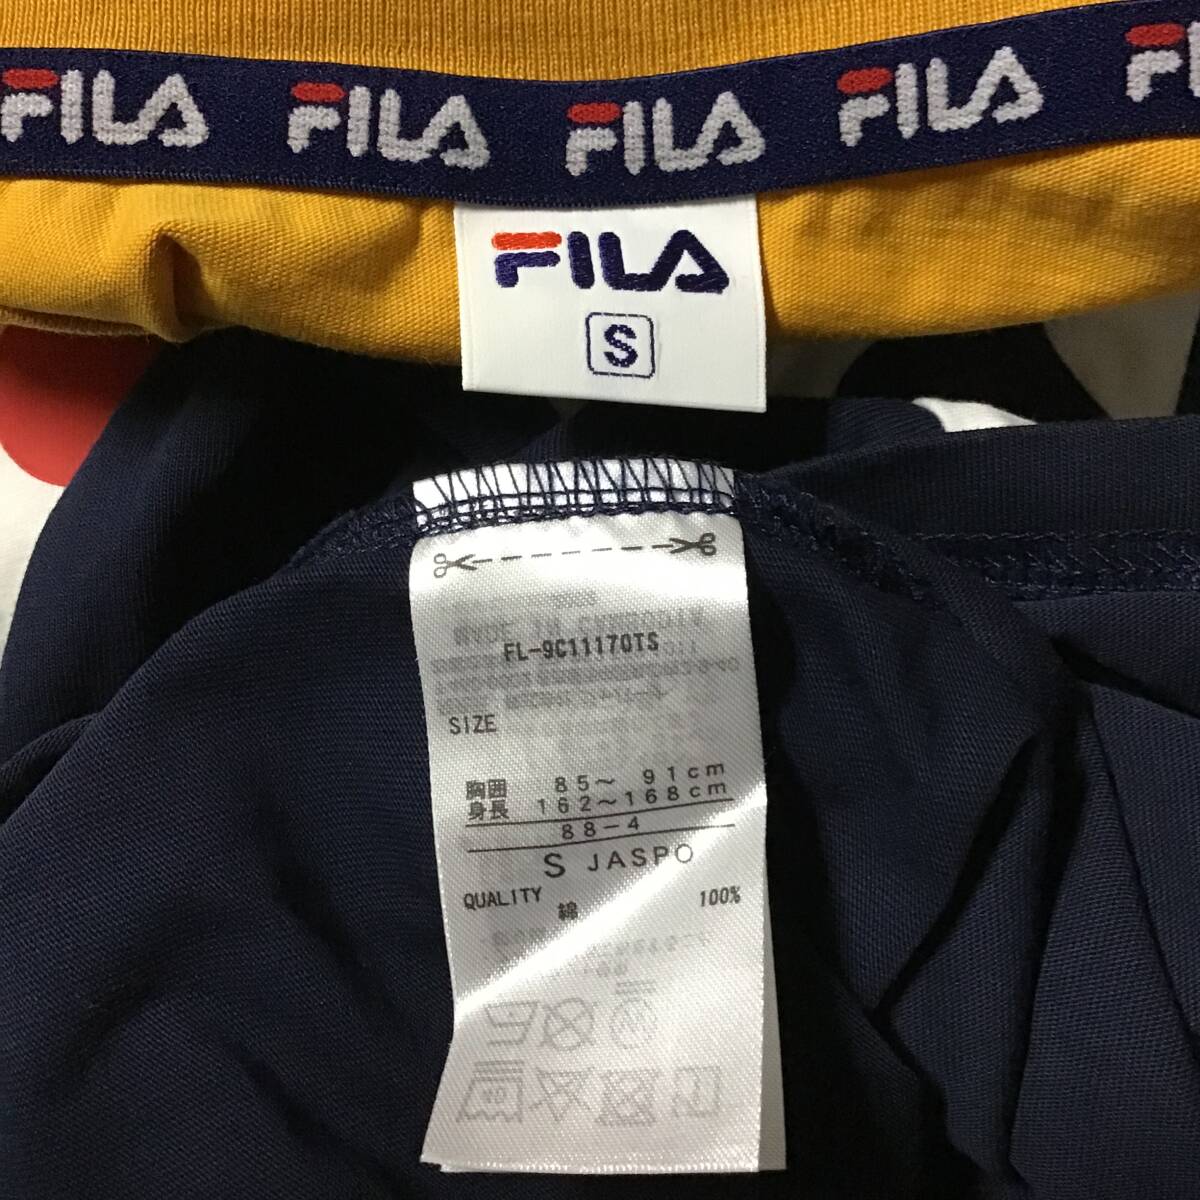 FILA FILA FILA FILA
FILA
S
FL-9C11170TS
SIZE
胸囲 85~ 91cm
身長 162~168cm
88-4
S JASPO
QUALITY
綿 100%